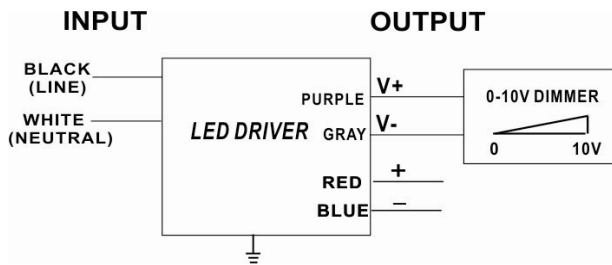 INPUT
OUTPUT
BLACK
(LINE)
WHITE
(NEUTRAL)
LED DRIVER
PURPLE
V+
GRAY
V-
RED
+
BLUE
−
0-10V DIMMER
0
10V